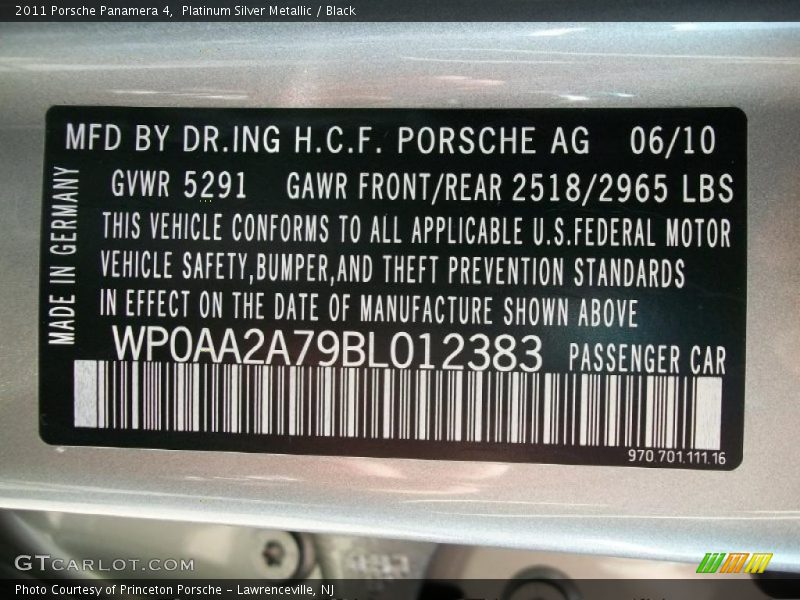 2011 Porsche Panamera 4,  Platinum Silver Metallic / Black
MFD BY DR.ING H.C.F. PORSCHE AG 06/10
GVWR 5291 GAWR FRONT/REAR 2518/2965 LBS
THIS VEHICLE CONFORMS TO ALL APPLICABLE U.S.FEDERAL MOTOR
VEHICLE SAFETY,BUMPER,AND THEFT PREVENTION STANDARDS
IN EFFECT ON THE DATE OF MANUFACTURE SHOWN ABOVE
WP0AA2A79BL012383 PASSENGER CAR
MADE IN GERMANY
970.701.111.16
GTCARLOT.COM
Photo Courtesy of Princeton Porsche - Lawrenceville, NJ